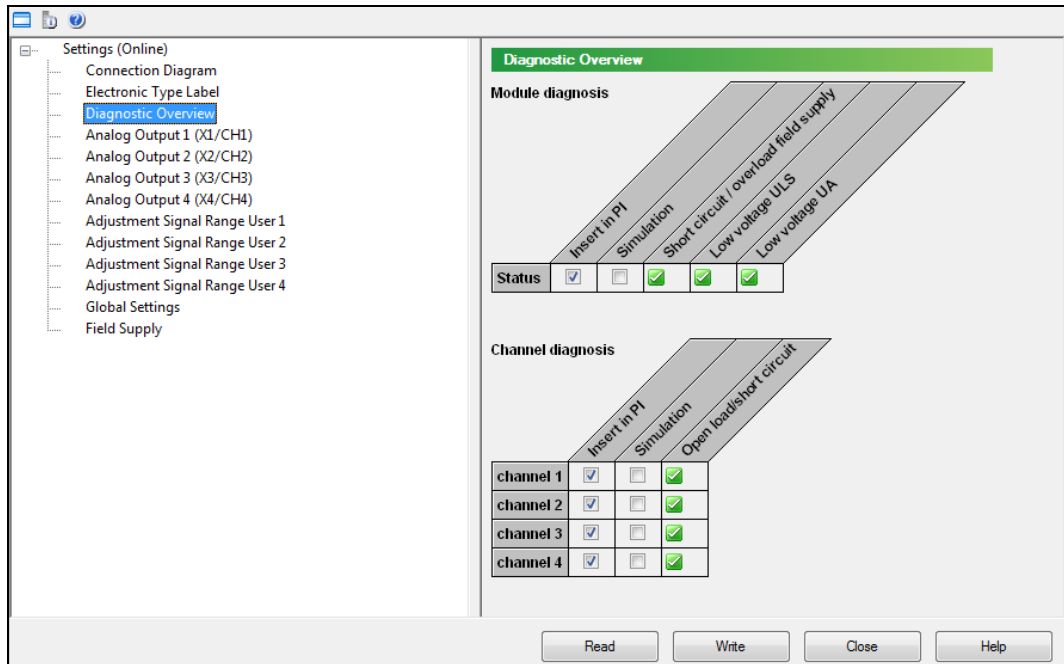 Settings (Online)
Connection Diagram
Electronic Type Label
Diagnostic Overview
Analog Output 1 (X1/CH1)
Analog Output 2 (X2/CH2)
Analog Output 3 (X3/CH3)
Analog Output 4 (X4/CH4)
Adjustment Signal Range User 1
Adjustment Signal Range User 2
Adjustment Signal Range User 3
Adjustment Signal Range User 4
Global Settings
Field Supply
Diagnostic Overview
Module diagnosis
Insert in PI
Simulation
Short circuit / overload field supply
Low voltage ULS
Low voltage UA
Status
Channel diagnosis
Insert in PI
Simulation
Open load/short circuit
channel 1
channel 2
channel 3
channel 4
Read
Write
Close
Help